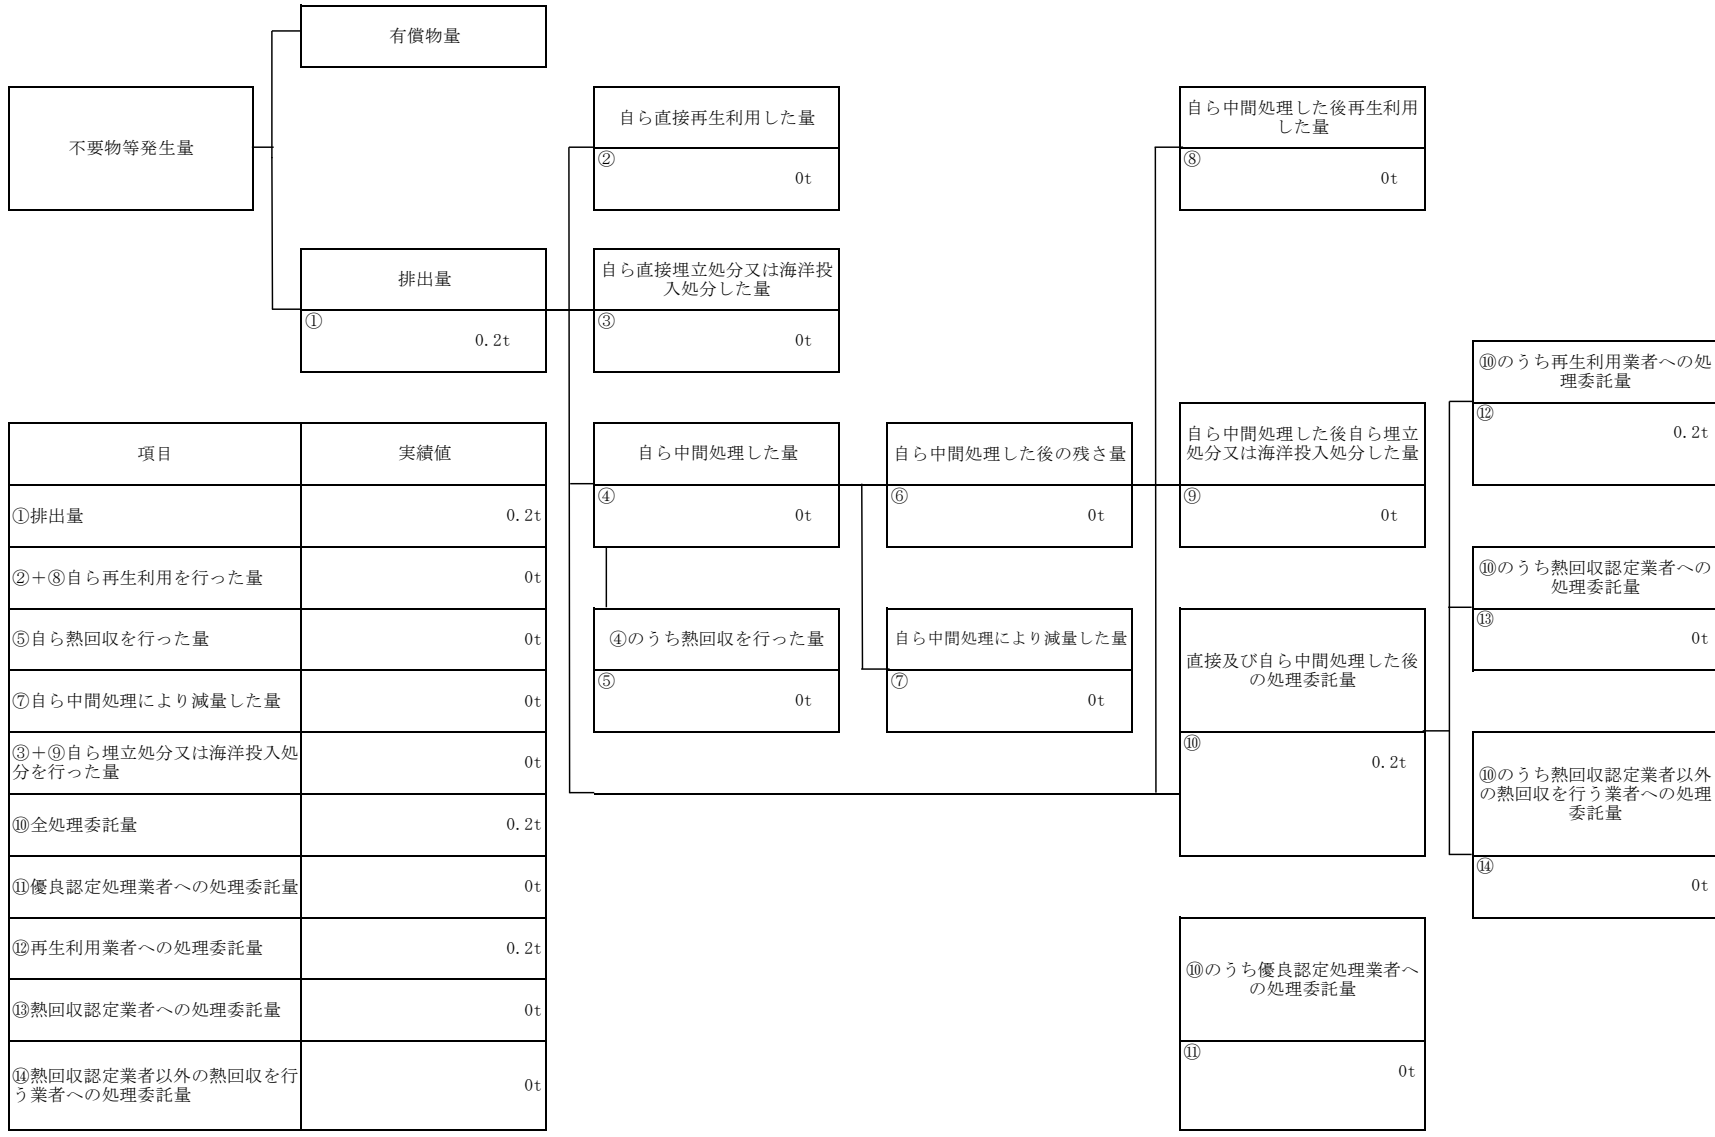 有償物量
不要物等発生量
排出量
①
0.2t
自ら直接再生利用した量
②
0t
自ら直接埋立処分又は海洋投
入処分した量
③
0t
自ら中間処理した量
④
0t
④のうち熱回収を行った量
⑤
0t
自ら中間処理した後の残さ量
⑥
0t
自ら中間処理により減量した量
⑦
0t
自ら中間処理した後再生利用
した量
⑧
0t
自ら中間処理した後自ら埋立
処分又は海洋投入処分した量
⑨
0t
直接及び自ら中間処理した後
の処理委託量
⑩
0.2t
⑩のうち優良認定処理業者へ
の処理委託量
⑪
0t
⑩のうち再生利用業者への処
理委託量
⑫
0.2t
⑩のうち熱回収認定業者への
処理委託量
⑬
0t
⑩のうち熱回収認定業者以外
の熱回収を行う業者への処理
委託量
⑭
0t
項目 実績値
①排出量 0.2t
②+⑧自ら再生利用を行った量 0t
⑤自ら熱回収を行った量 0t
⑦自ら中間処理により減量した量 0t
③+⑨自ら埋立処分又は海洋投入処
分を行った量 0t
⑩全処理委託量 0.2t
⑪優良認定処理業者への処理委託量 0t
⑫再生利用業者への処理委託量 0.2t
⑬熱回収認定業者への処理委託量 0t
⑭熱回収認定業者以外の熱回収を行
う業者への処理委託量 0t